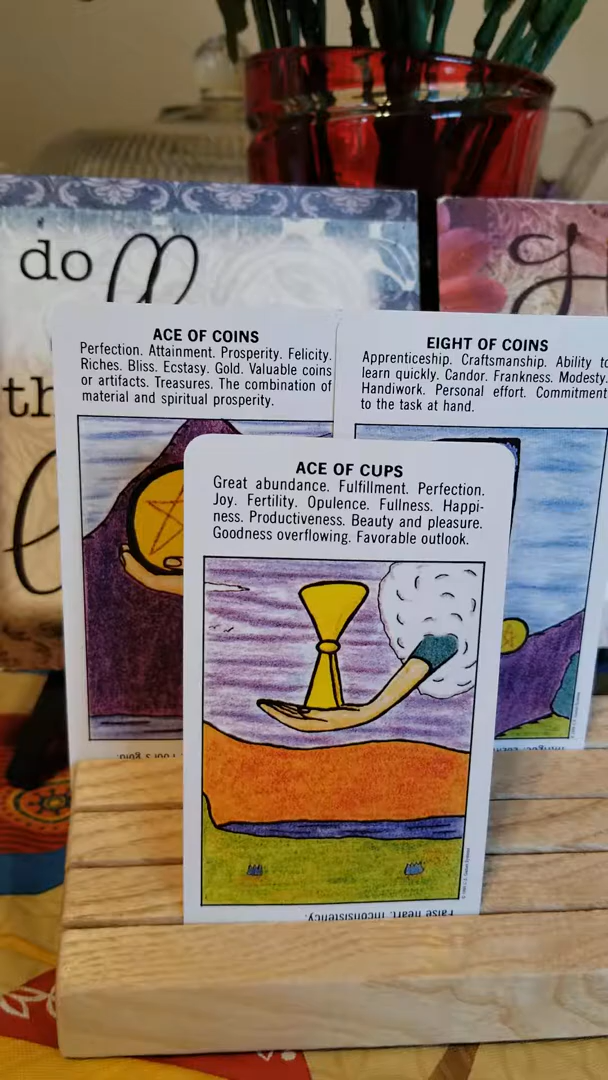 do
th
ACE OF COINS
Perfection. Attainment. Prosperity. Felicity.
Riches. Bliss. Ecstasy. Gold. Valuable coins
or artifacts. Treasures. The combination of
material and spiritual prosperity.
EIGHT OF COINS
Apprenticeship. Craftsmanship. Ability to
learn quickly. Candor. Frankness. Modesty.
Handiwork. Personal effort. Commitment
to the task at hand.
ACE OF CUPS
Great abundance. Fulfillment. Perfection.
Joy. Fertility. Opulence. Fullness. Happi-
ness. Productiveness. Beauty and pleasure.
Goodness overflowing. Favorable outlook.
False heart. Inconsistency.